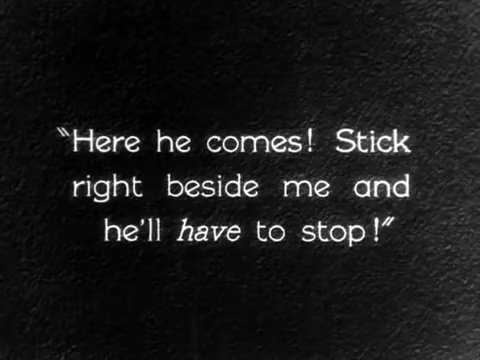 "Here he comes! Stick
right beside me and
he'll have to stop!"